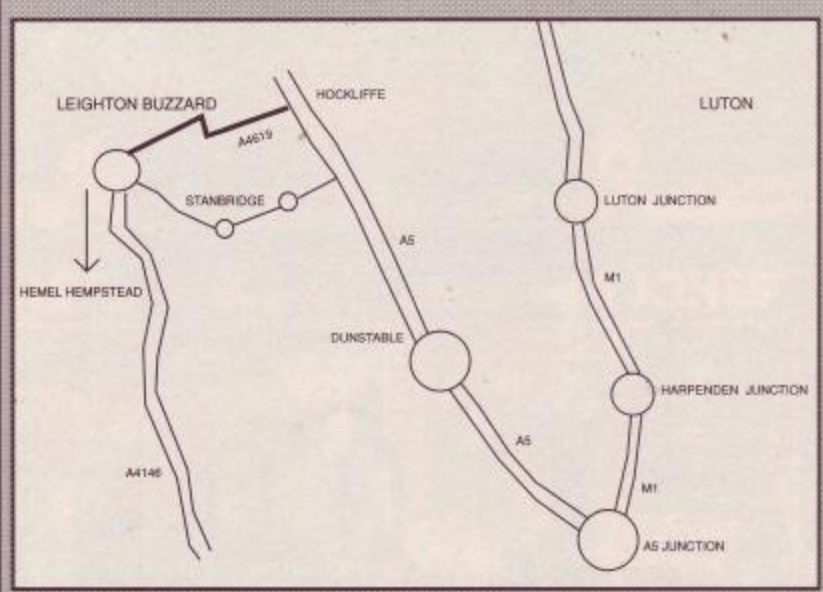 LEIGHTON BUZZARD
HOCKLIFFE
LUTON
A4619
STANBRIDGE
LUTON JUNCTION
A5
HEMEL HEMPSTEAD
M1
DUNSTABLE
HARPENDEN JUNCTION
A5
A4146
M1
A5 JUNCTION